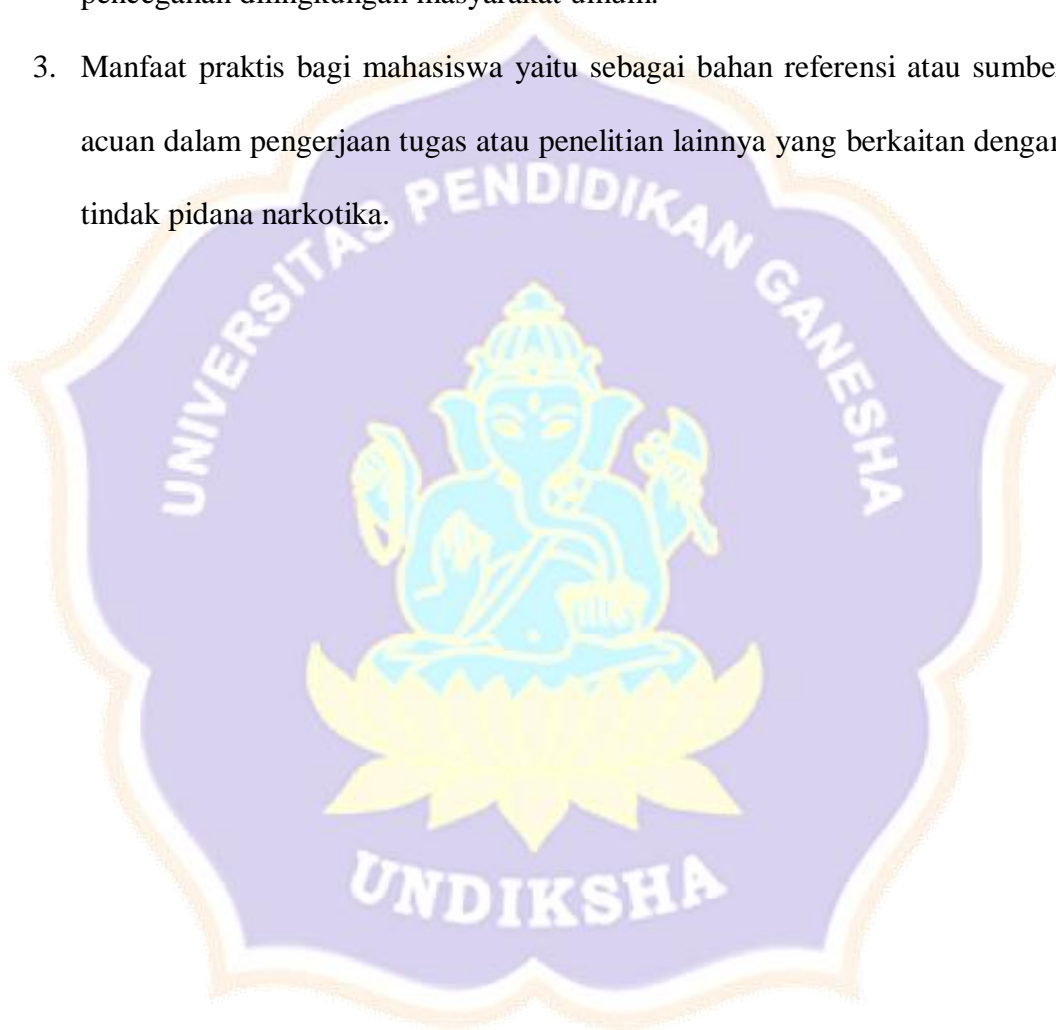 pencegahan dilingkungan masyarakat umum.
3. Manfaat praktis bagi mahasiswa yaitu sebagai bahan referensi atau sumber
acuan dalam pengerjaan tugas atau penelitian lainnya yang berkaitan dengan
tindak pidana narkotika.
UNIVERSITAS PENDIDIKAN GANESHA
UNDIKSHA